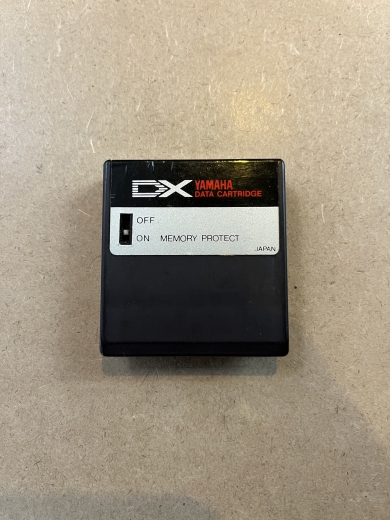 DX YAMAHA
DATA CARTRIDGE
OFF
ON MEMORY PROTECT
JAPAN